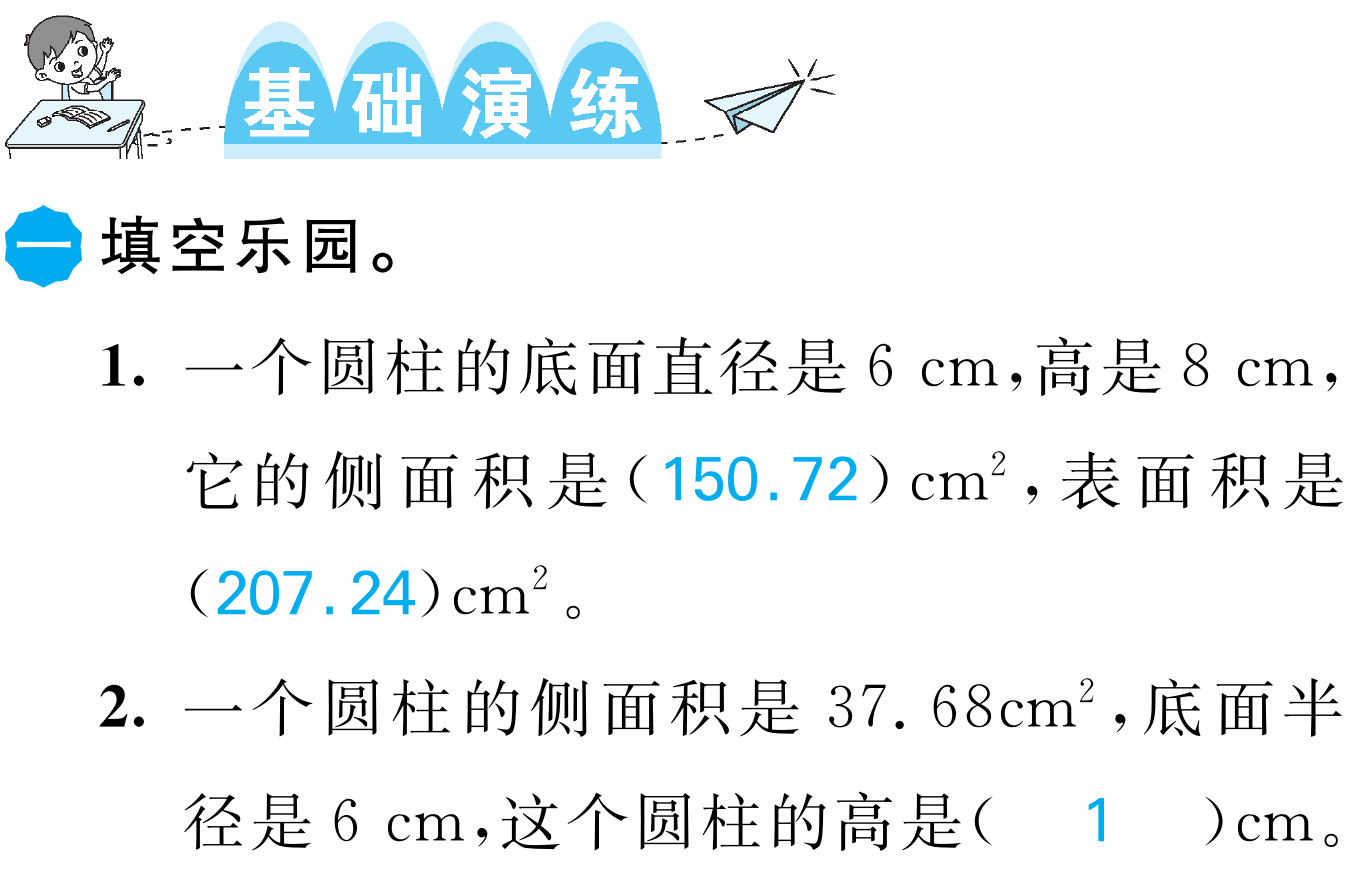 基础演练
一 填空乐园。
1. 一个圆柱的底面直径是 6 cm,高是 8 cm,
它的侧面积是(150.72)cm²,表面积是
(207.24)cm²。
2. 一个圆柱的侧面积是 37.68cm²,底面半
径是 6 cm,这个圆柱的高是( 1 )cm。